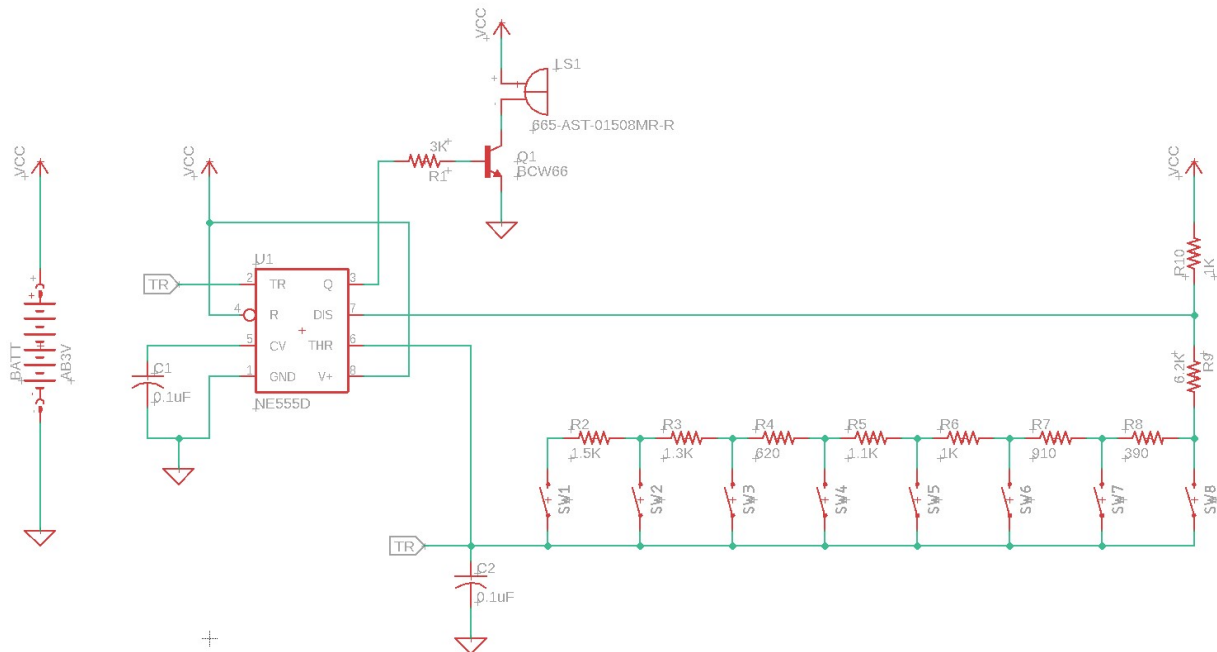 VCC
LS1
665-AST-01508MR-R
3K
R1
Q1
BCW66
VCC
VCC
VCC
R10
1K
U1
TR
2
TR
Q
3
4
R
DIS
7
5
CV
THR
6
1
GND
V+
8
NE555D
C1
0.1uF
BATT
AB3V
6.2K
R9
R2
1.5K
R3
1.3K
R4
620
R5
1.1K
R6
1K
R7
910
R8
390
SW1
SW2
SW3
SW4
SW5
SW6
SW7
SW8
TR
C2
0.1uF